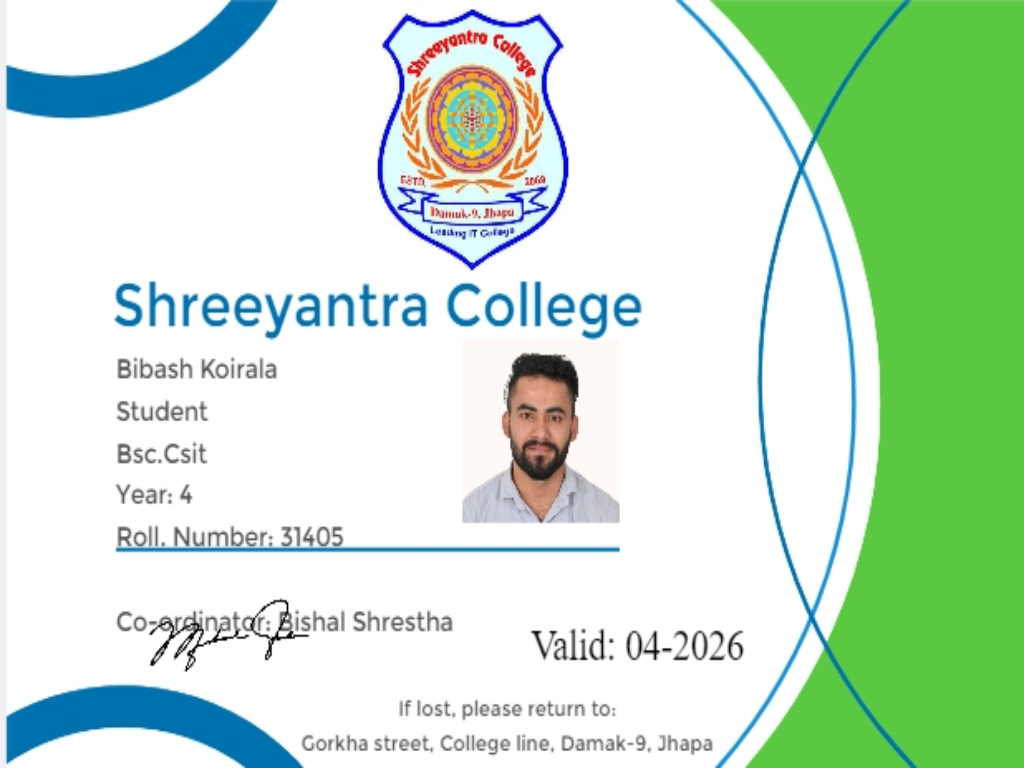 Shreeyantra College
ESTD. 2069
Damak-9, Jhapa
Leading IT College
Shreeyantra College
Bibash Koirala
Student
Bsc.Csit
Year: 4
Roll. Number: 31405
Co-ordinator: Bishal Shrestha
Valid: 04-2026
If lost, please return to:
Gorkha street, College line, Damak-9, Jhapa